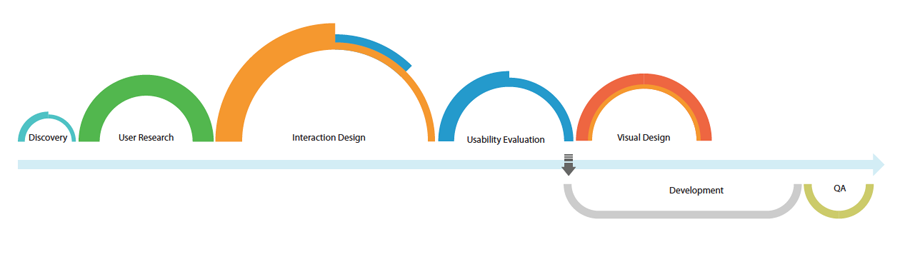 Discovery
User Research
Interaction Design
Usability Evaluation
Visual Design
Development
QA